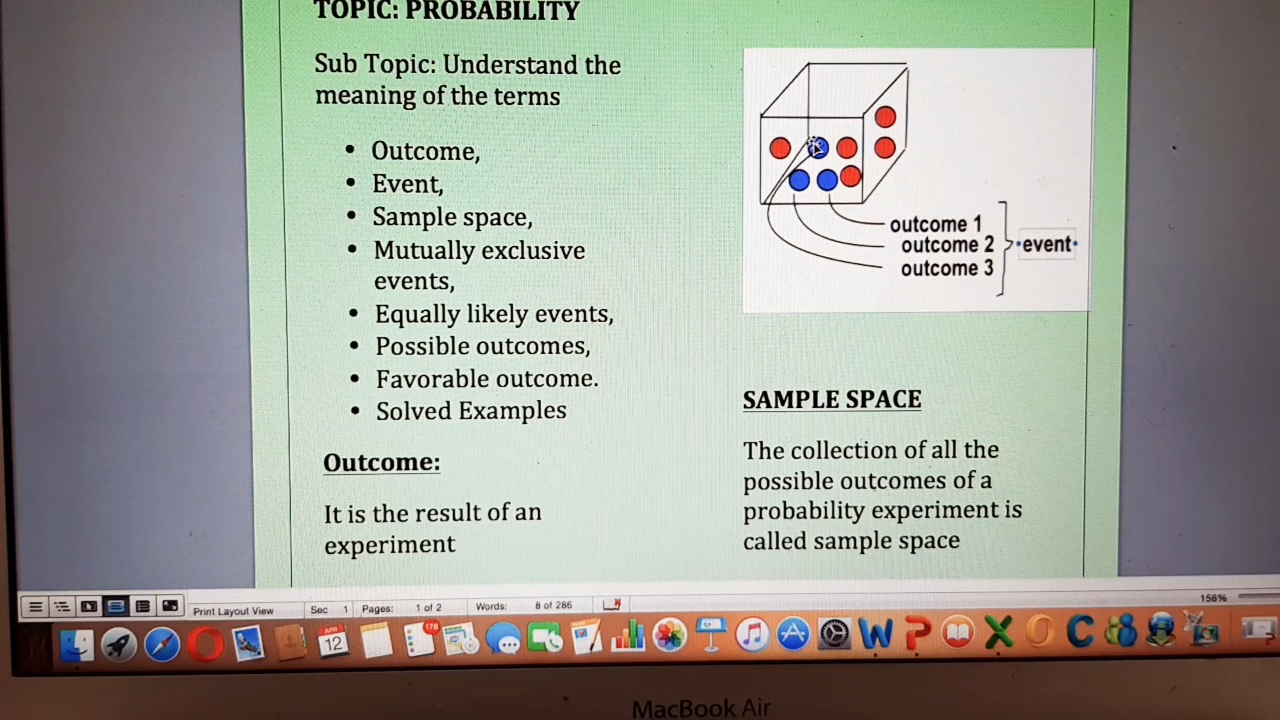 TOPIC: PROBABILITY
Sub Topic: Understand the
meaning of the terms
• Outcome,
• Event,
• Sample space,
• Mutually exclusive
events,
• Equally likely events,
• Possible outcomes,
• Favorable outcome.
• Solved Examples
Outcome:
It is the result of an
experiment
outcome 1
outcome 2
outcome 3
event
SAMPLE SPACE
The collection of all the
possible outcomes of a
probability experiment is
called sample space
Print Layout View
Sec 1
Pages: 1 of 2
Words: 8 of 286
156%
APR
12
178
MacBook Air